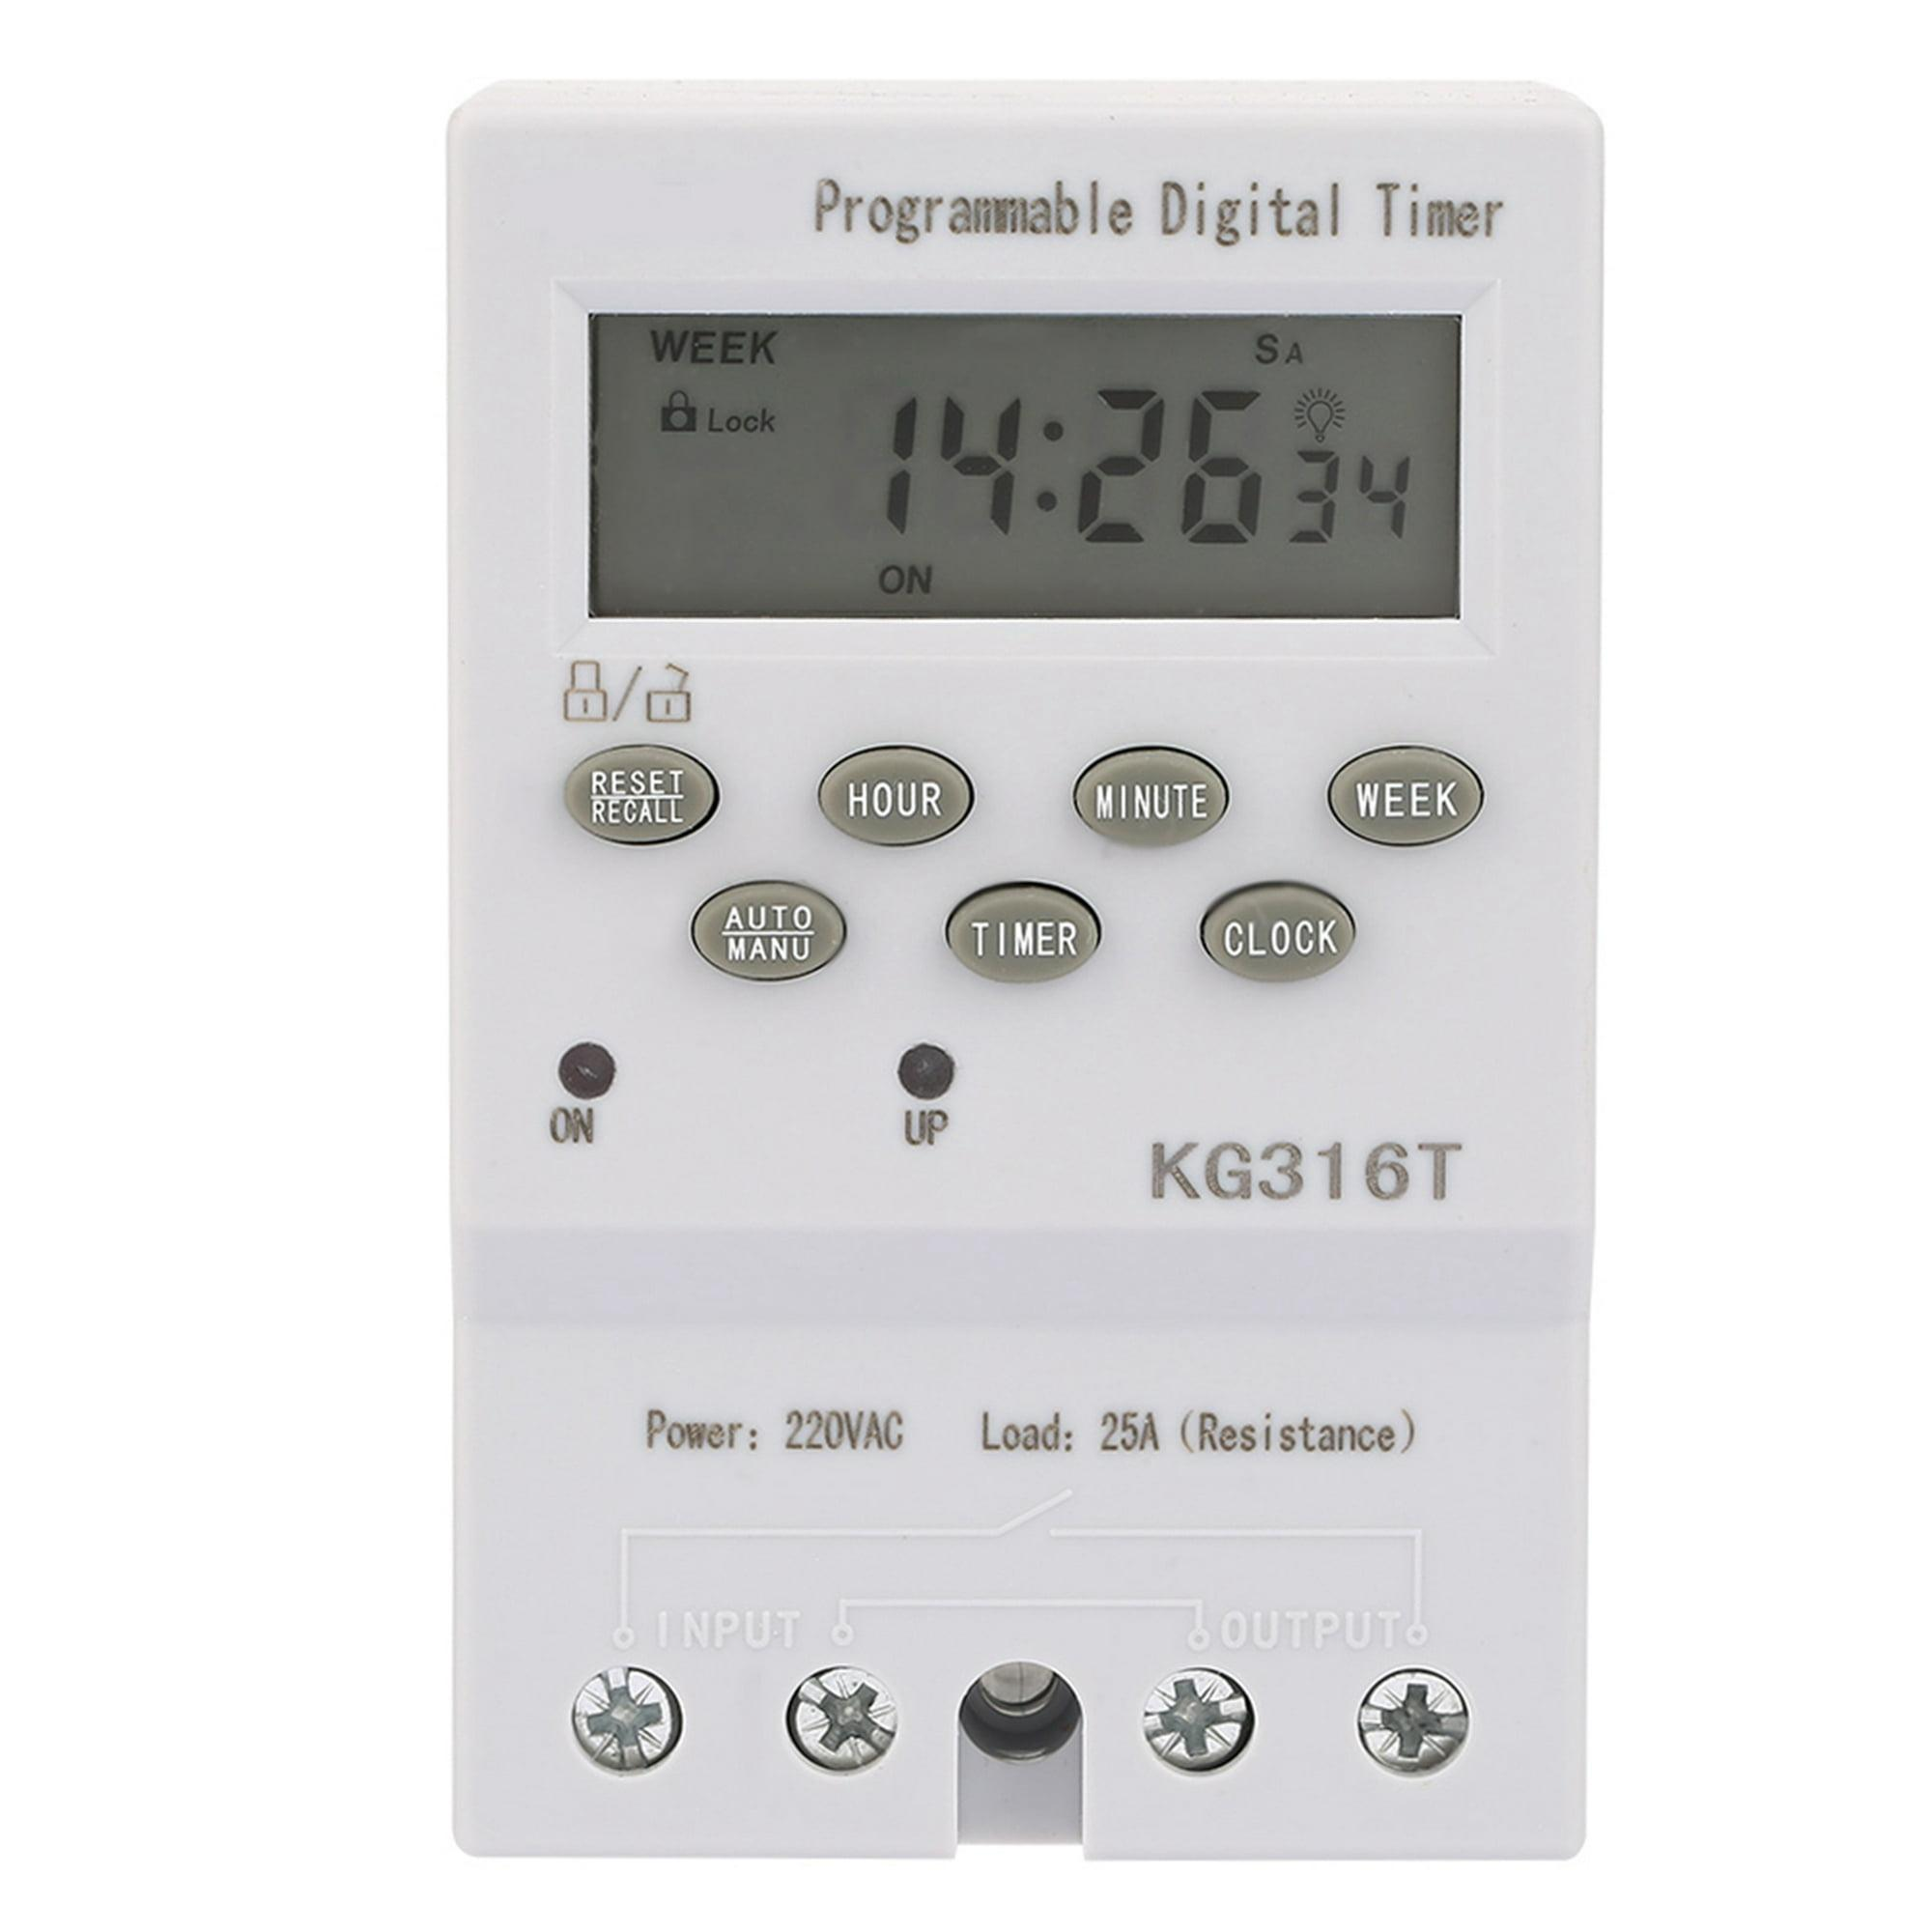 Programmable Digital Timer
WEEK SA
Lock 14:26 34
ON
RESET RECALL HOUR MINUTE WEEK
AUTO MANU TIMER CLOCK
ON UP
KG316T
Power: 220VAC Load: 25A (Resistance)
INPUT OUTPUT